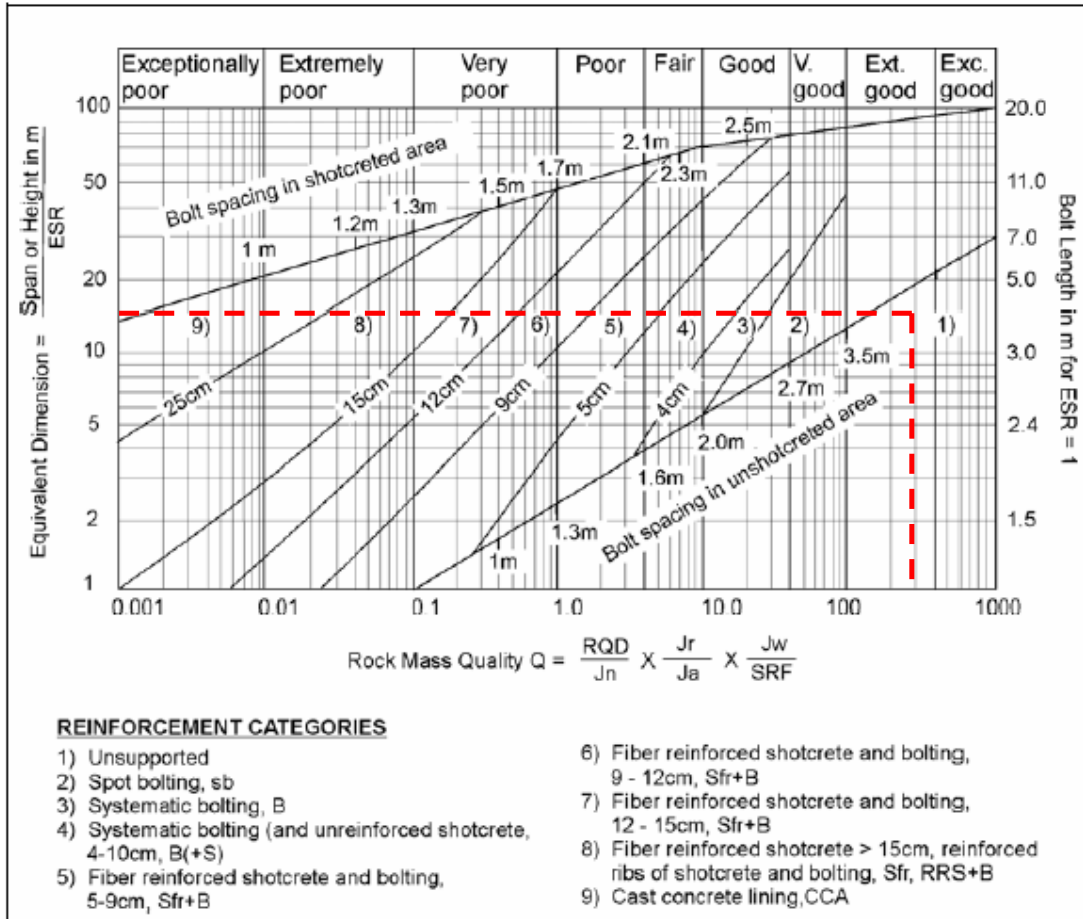 Exceptionally poor
Extremely poor
Very poor
Poor
Fair
Good
V. good
Ext. good
Exc. good
100
50
20
10
5
2
1
Equivalent Dimension = Span or Height in m / ESR
20.0
11.0
7.0
5.0
3.0
2.4
1.5
Bolt Length in m for ESR = 1
Bolt spacing in shotcreted area
1 m
1.2m
1.3m
1.5m
1.7m
2.1m
2.3m
2.5m
9)
8)
7)
6)
5)
4)
3)
2)
1)
25cm
15cm
12cm
9cm
5cm
4cm
3.5m
2.7m
2.0m
1.6m
1.3m
1m
Bolt spacing in unshotcreted area
0.001
0.01
0.1
1.0
10.0
100
1000
Rock Mass Quality Q = RQD / Jn X Jr / Ja X Jw / SRF
REINFORCEMENT CATEGORIES
1) Unsupported
2) Spot bolting, sb
3) Systematic bolting, B
4) Systematic bolting (and unreinforced shotcrete,
4-10cm, B(+S)
5) Fiber reinforced shotcrete and bolting,
5-9cm, Sfr+B
6) Fiber reinforced shotcrete and bolting,
9 - 12cm, Sfr+B
7) Fiber reinforced shotcrete and bolting,
12 - 15cm, Sfr+B
8) Fiber reinforced shotcrete > 15cm, reinforced
ribs of shotcrete and bolting, Sfr, RRS+B
9) Cast concrete lining,CCA